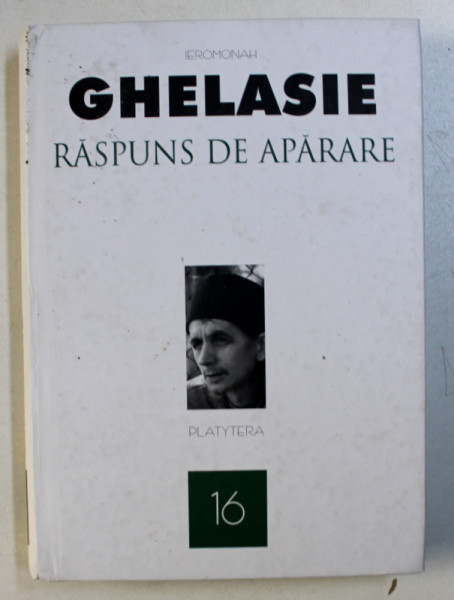 IEROMONAH
GHELASIE
RĂSPUNS DE APĂRARE
PLATYTERA
16